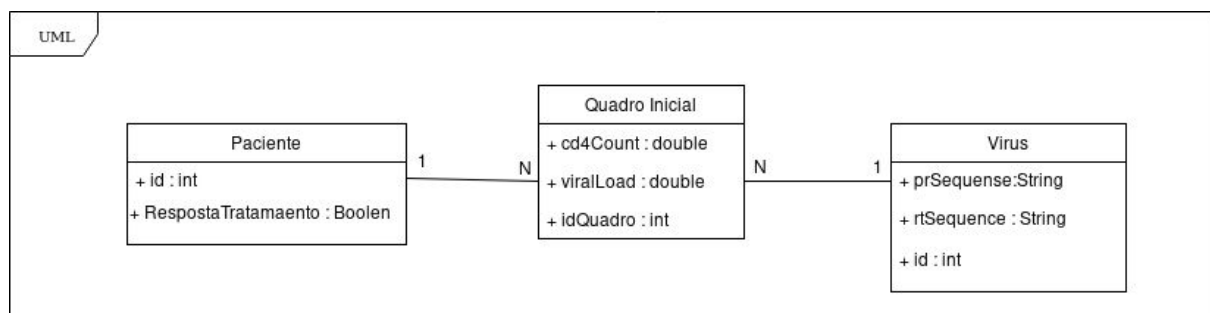 UML
Paciente
+ id : int
+ RespostaTratamaento : Boolen
1
N
Quadro Inicial
+ cd4Count : double
+ viralLoad : double
+ idQuadro : int
N
1
Virus
+ prSequense:String
+ rtSequence : String
+ id : int